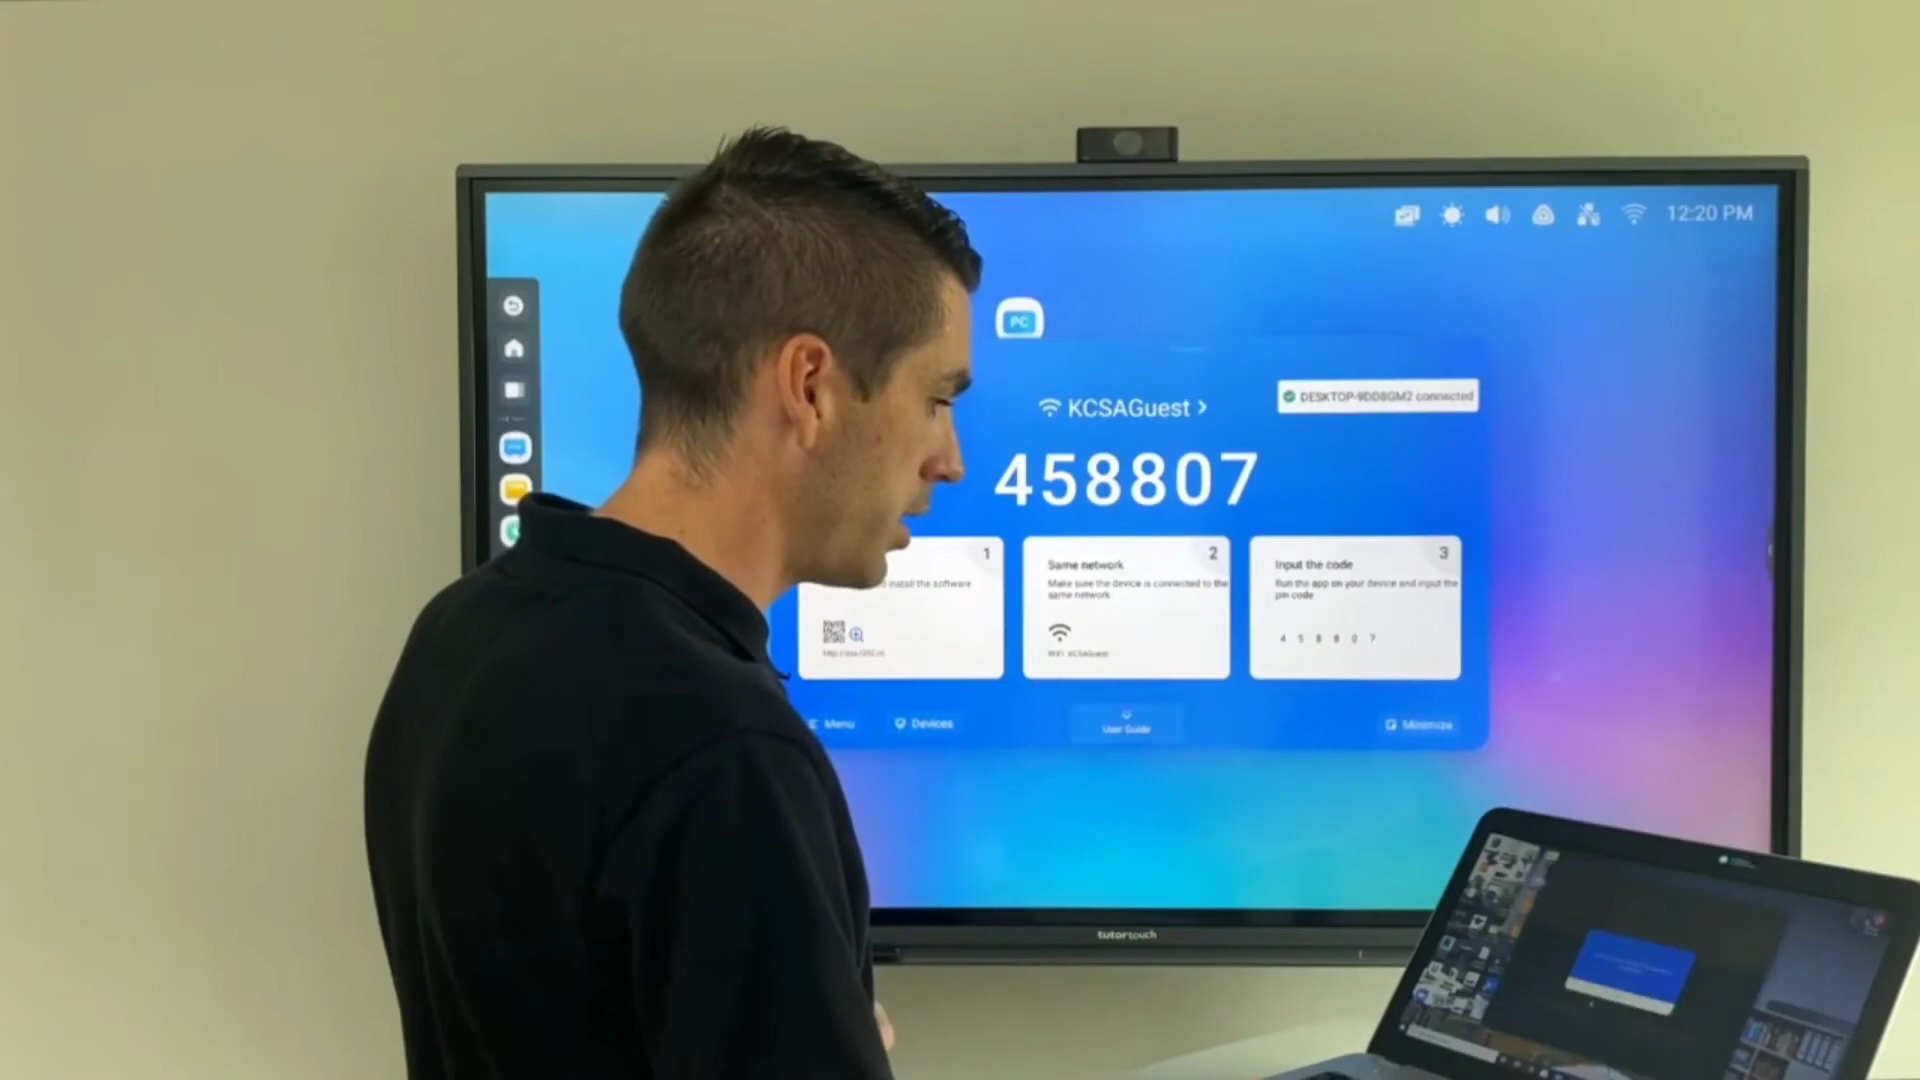 12:20 PM
PC
KCSAGuest >
DESKTOP-9DD8GM2 connected
458807
1
install the software
2
Same network
Make sure the device is connected to the
same network
WIFI: KCSAGuest
3
Input the code
Run the app on your device and input the
pin code
4 5 8 8 0 7
Menu
Devices
User Guide
Minimize
tutortouch